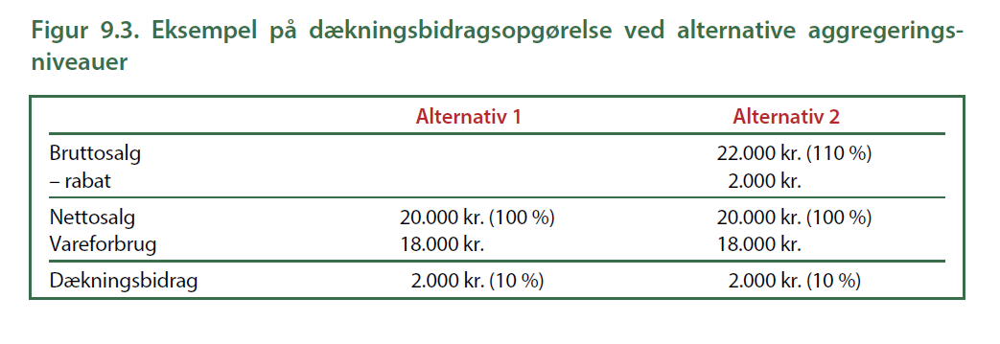 Figur 9.3. Eksempel på dækningsbidragsopgørelse ved alternative aggregerings-
niveauer
Alternativ 1 Alternativ 2
Bruttosalg 22.000 kr. (110 %)
– rabat 2.000 kr.
Nettosalg 20.000 kr. (100 %) 20.000 kr. (100 %)
Vareforbrug 18.000 kr. 18.000 kr.
Dækningsbidrag 2.000 kr. (10 %) 2.000 kr. (10 %)